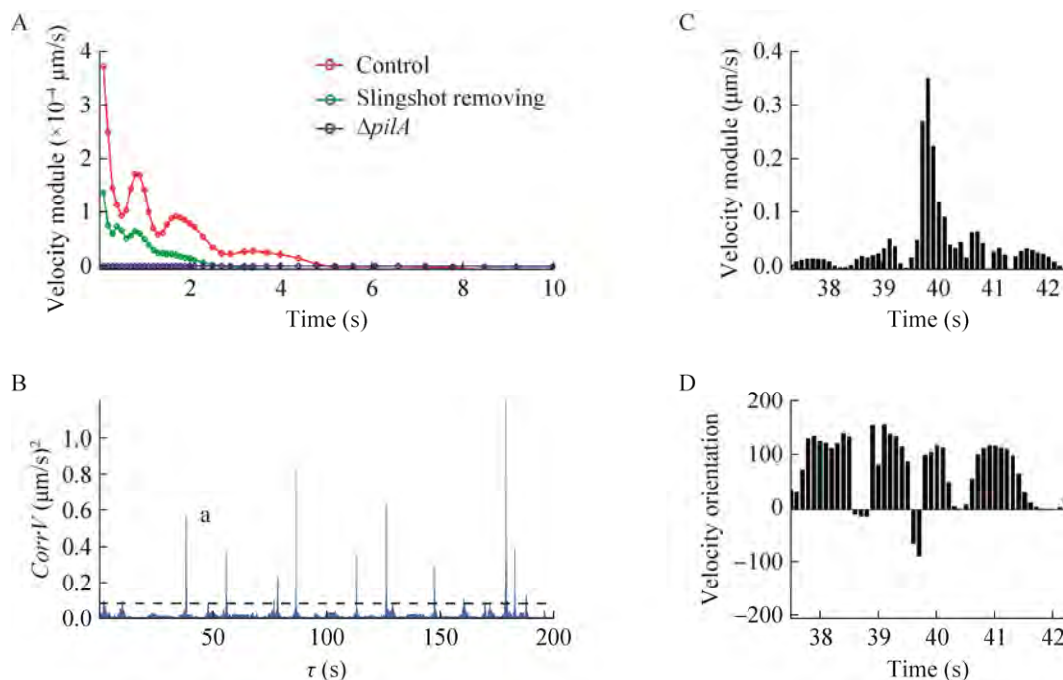 A
Velocity module (× 10⁻⁴ μm/s)
4
3
2
1
0
Control
Slingshot removing
ΔpilA
2
4
6
8
10
Time (s)
B
CorrV (μm/s)²
1.0
0.8
0.6
0.4
0.2
0.0
a
50
100
150
200
τ (s)
C
Velocity module (μm/s)
0.4
0.3
0.2
0.1
0.0
38
39
40
41
42
Time (s)
D
Velocity orientation
200
100
0
−100
−200
38
39
40
41
42
Time (s)